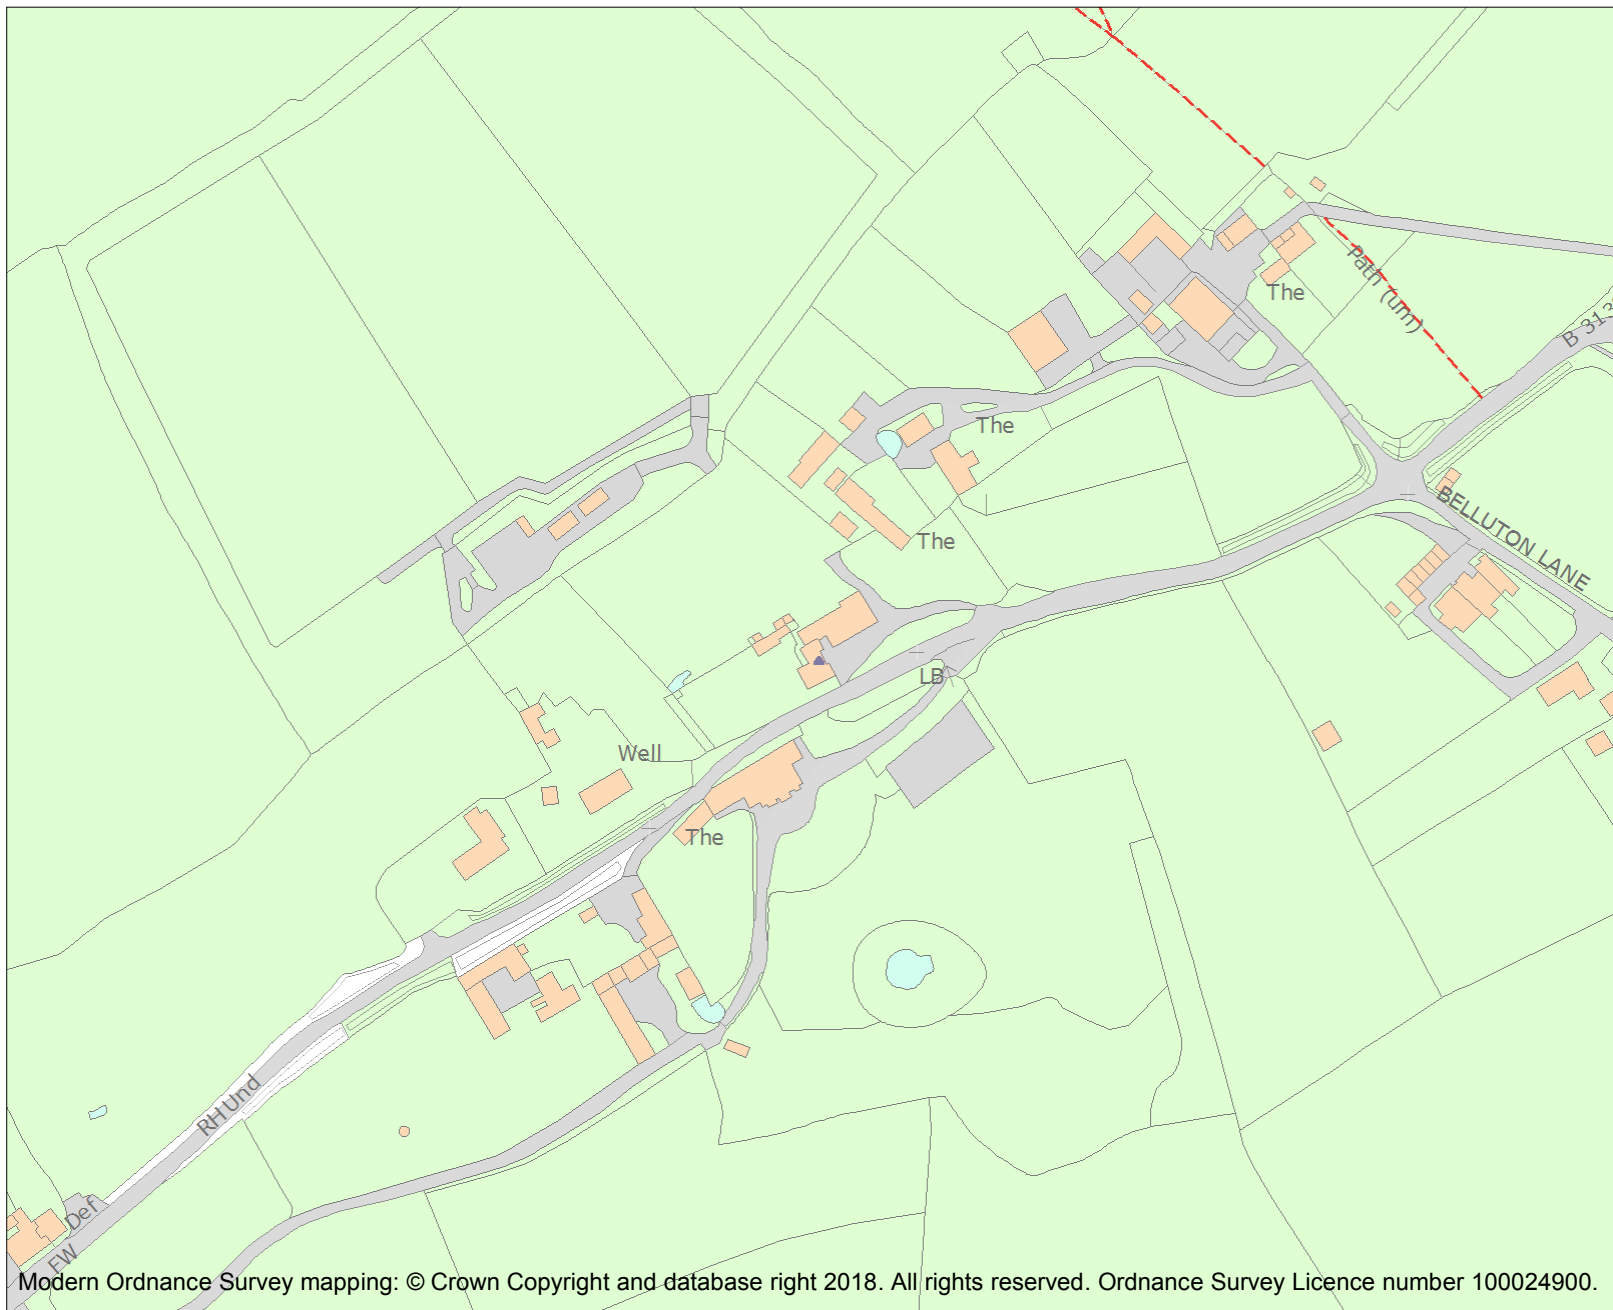 The
Path (um)
B 313
The
BELLUTON LANE
The
LB
Well
The
RH
Und
Def
FW
Modern Ordnance Survey mapping: © Crown Copyright and database right 2018. All rights reserved. Ordnance Survey Licence number 100024900.